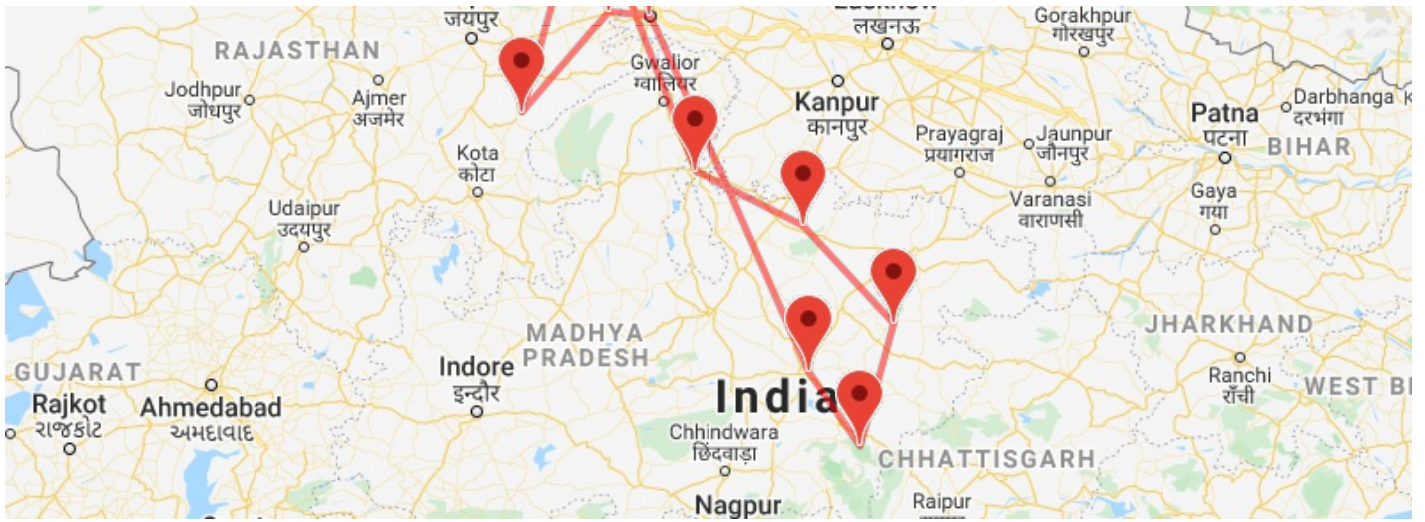 जयपुर
Lucknow
लखनऊ
Gorakhpur
गोरखपुर
RAJASTHAN
Gwalior
ग्वालियर
Jodhpur
जोधपुर
Ajmer
अजमेर
Kanpur
कानपुर
Patna
पटना
Darbhanga
दरभंगा
Prayagraj
प्रयागराज
Jaunpur
जौनपुर
BIHAR
Kota
कोटा
Varanasi
वाराणसी
Gaya
गया
Udaipur
उदयपुर
MADHYA
PRADESH
JHARKHAND
GUJARAT
Indore
इन्दौर
Ranchi
राँची
WEST
Rajkot
રાજકોટ
Ahmedabad
અમદાવાદ
India
Chhindwara
छिंदवाड़ा
CHHATTISGARH
Nagpur
Raipur